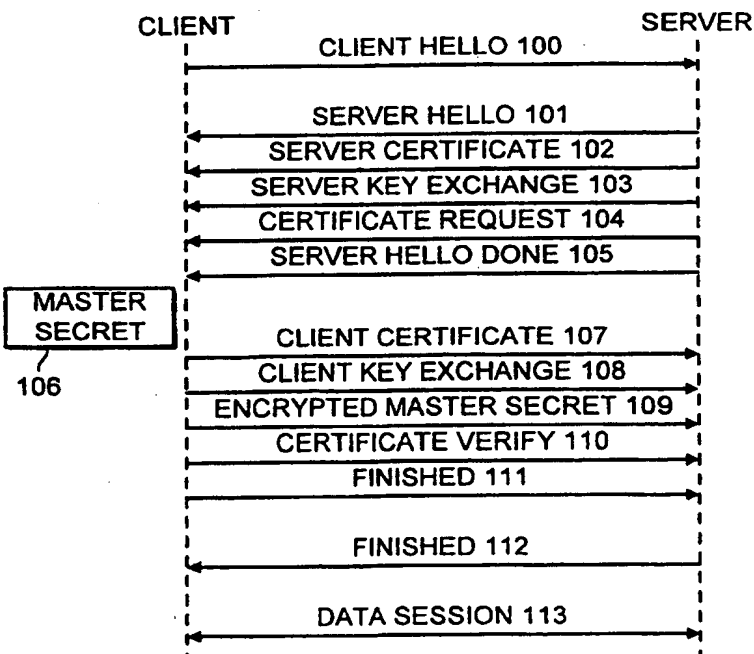 CLIENT
SERVER
CLIENT HELLO 100
SERVER HELLO 101
SERVER CERTIFICATE 102
SERVER KEY EXCHANGE 103
CERTIFICATE REQUEST 104
SERVER HELLO DONE 105
MASTER
SECRET
106
CLIENT CERTIFICATE 107
CLIENT KEY EXCHANGE 108
ENCRYPTED MASTER SECRET 109
CERTIFICATE VERIFY 110
FINISHED 111
FINISHED 112
DATA SESSION 113